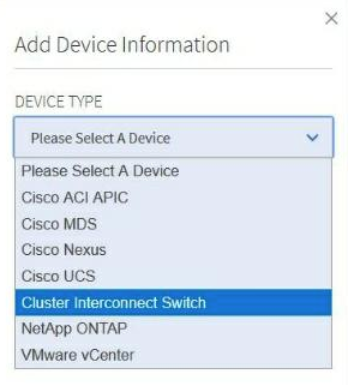 Add Device Information
DEVICE TYPE
Please Select A Device
Please Select A Device
Cisco ACI APIC
Cisco MDS
Cisco Nexus
Cisco UCS
Cluster Interconnect Switch
NetApp ONTAP
VMware vCenter